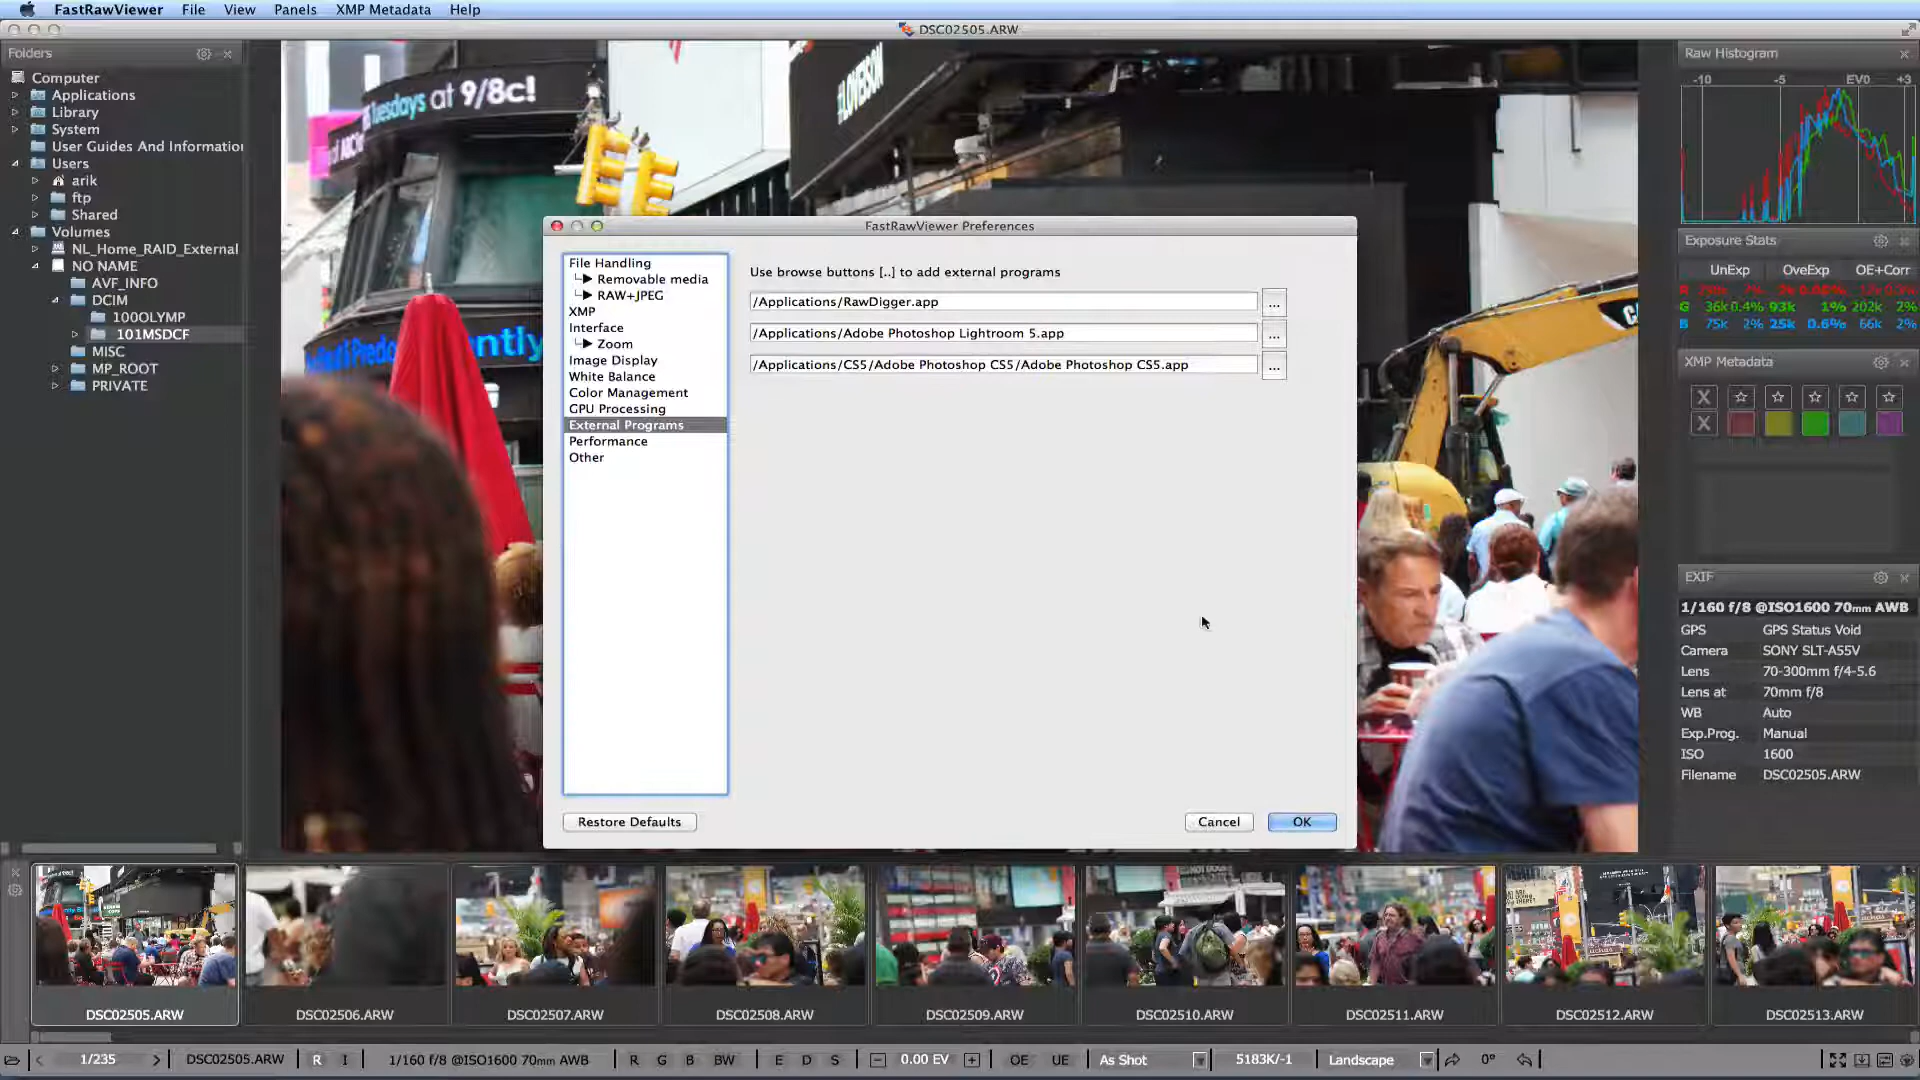 FastRawViewer File View Panels XMP Metadata Help
DSC02505.ARW
Folders
Computer
Applications
Library
System
User Guides And Information
Users
arik
ftp
Shared
Volumes
NL_Home_RAID_External
NO NAME
AVF_INFO
DCIM
100OLYMP
101MSDCF
MISC
MP_ROOT
PRIVATE
Tuesdays at 9/8c!
#LOVESON
FastRawViewer Preferences
File Handling
Removable media
RAW+JPEG
XMP
Interface
Zoom
Image Display
White Balance
Color Management
GPU Processing
External Programs
Performance
Other
Use browse buttons [..] to add external programs
/Applications/RawDigger.app ...
/Applications/Adobe Photoshop Lightroom 5.app ...
/Applications/CS5/Adobe Photoshop CS5/Adobe Photoshop CS5.app ...
Restore Defaults Cancel OK
Raw Histogram
-10 -5 EV0 +3
Exposure Stats
UnExp OveExp OE+Corr
G 36k 0.4% 93k 1% 202k 2%
B 75k 2% 25k 0.6% 66k 2%
XMP Metadata
X
X
EXIF
1/160 f/8 @ISO1600 70mm AWB
GPS GPS Status Void
Camera SONY SLT-A55V
Lens 70-300mm f/4-5.6
Lens at 70mm f/8
WB Auto
Exp.Prog. Manual
ISO 1600
Filename DSC02505.ARW
DSC02505.ARW DSC02506.ARW DSC02507.ARW DSC02508.ARW DSC02509.ARW DSC02510.ARW DSC02511.ARW DSC02512.ARW DSC02513.ARW
1/235 DSC02505.ARW R I 1/160 f/8 @ISO1600 70mm AWB R G B BW E D S 0.00 EV OE UE As Shot 5183K/-1 Landscape 0°